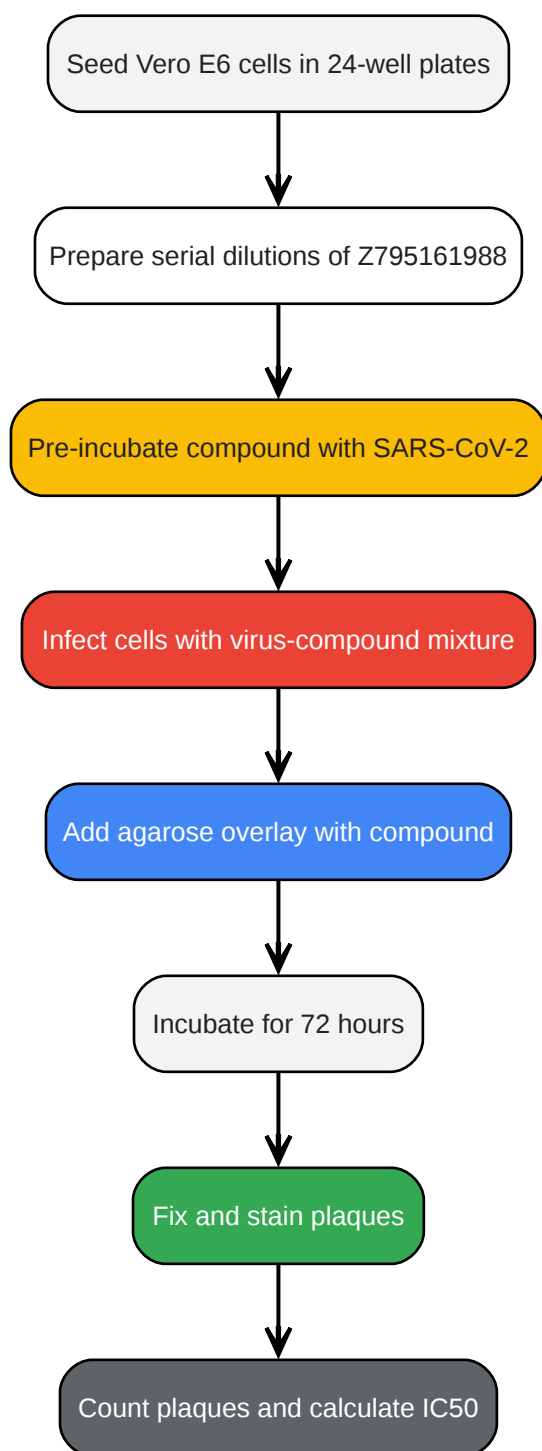 Seed Vero E6 cells in 24-well plates
Prepare serial dilutions of Z795161988
Pre-incubate compound with SARS-CoV-2
Infect cells with virus-compound mixture
Add agarose overlay with compound
Incubate for 72 hours
Fix and stain plaques
Count plaques and calculate IC50